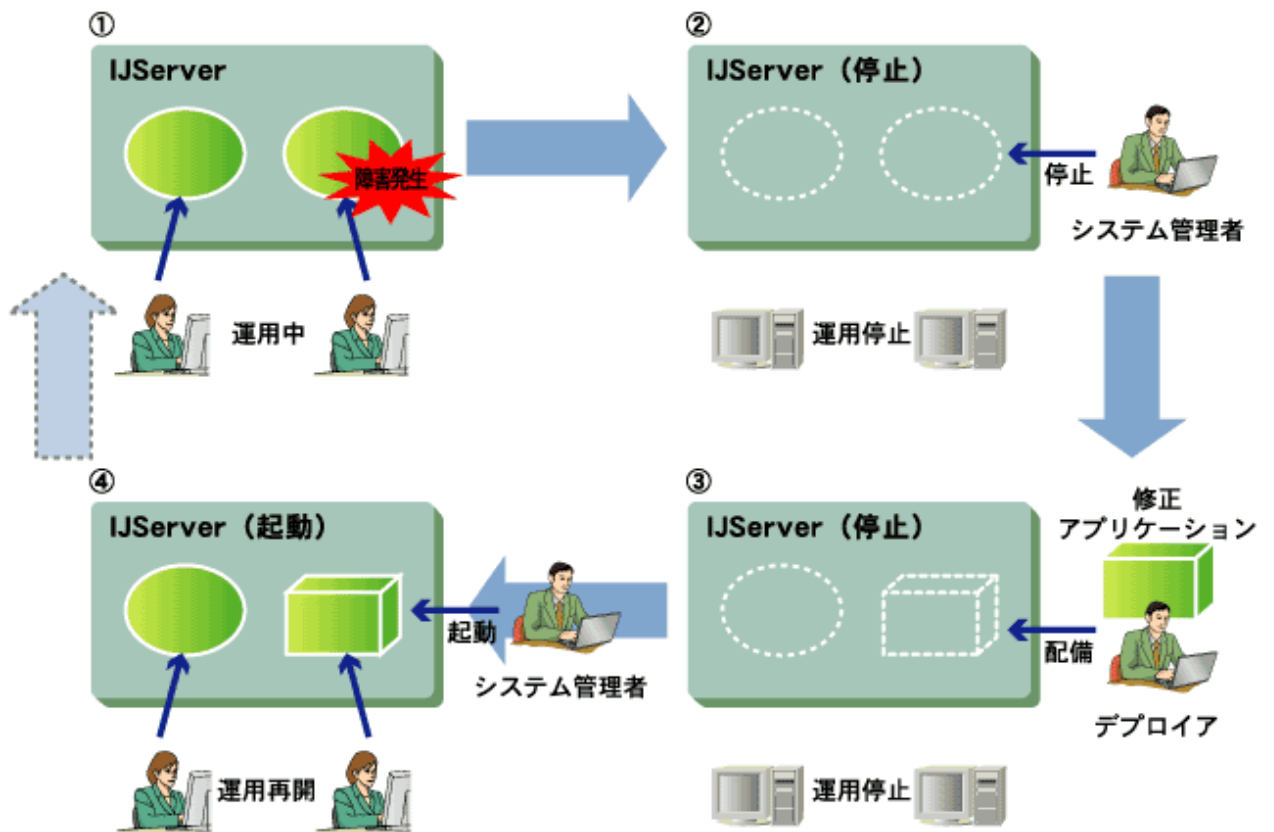 ①
IJServer
障害発生
運用中
②
IJServer（停止）
停止
システム管理者
運用停止
修正
アプリケーション
③
IJServer（停止）
配備
デプロイア
運用停止
④
IJServer（起動）
起動
システム管理者
運用再開